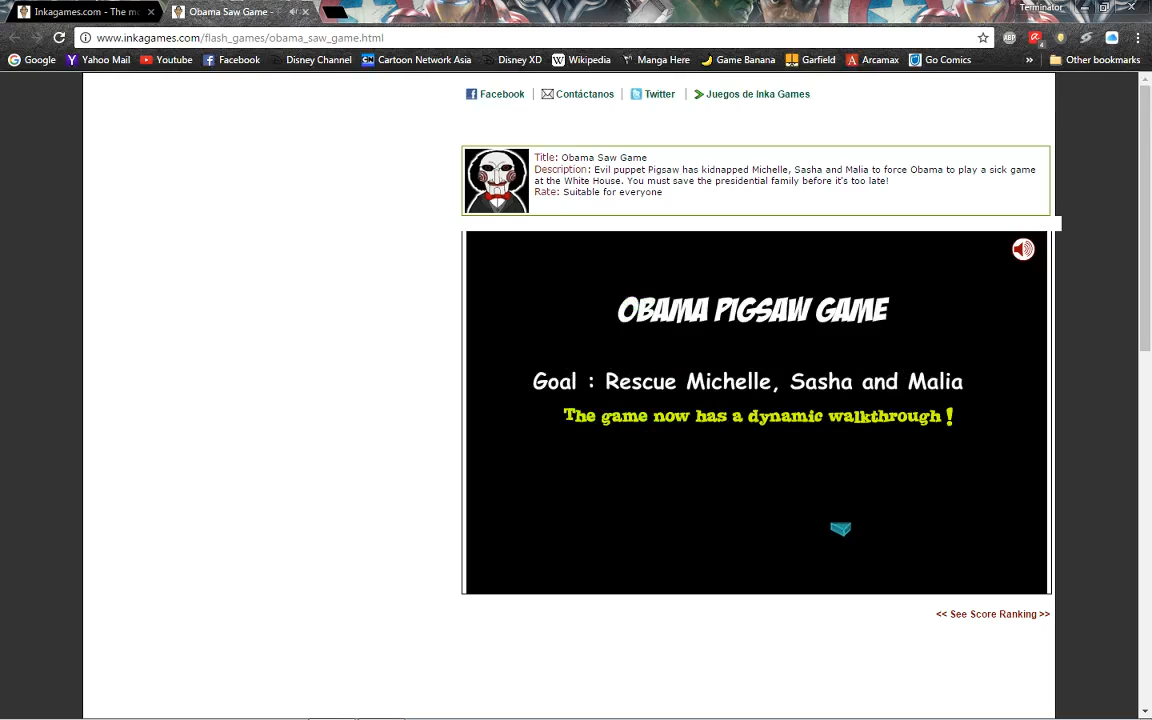 Inkagames.com - The m
Obama Saw Game -
Terminator
www.inkagames.com/flash_games/obama_saw_game.html
ABP
4
Google
Yahoo Mail
Youtube
Facebook
Disney Channel
Cartoon Network Asia
Disney XD
Wikipedia
Manga Here
Game Banana
Garfield
Arcamax
Go Comics
»
Other bookmarks
Facebook | Contáctanos | Twitter | Juegos de Inka Games
Title: Obama Saw Game
Description: Evil puppet Pigsaw has kidnapped Michelle, Sasha and Malia to force Obama to play a sick game
at the White House. You must save the presidential family before it's too late!
Rate: Suitable for everyone
OBAMA PIGSAW GAME
Goal : Rescue Michelle, Sasha and Malia
The game now has a dynamic walkthrough !
<< See Score Ranking >>